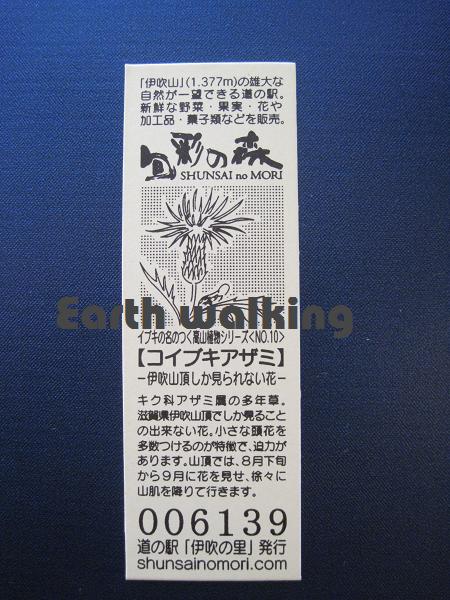 「伊吹山」(1.377m)の雄大な
自然が一望できる道の駅。
新鮮な野菜・果実・花や
加工品・菓子類などを販売。
旬彩の森
SHUNSAI no MORI
Earth walking
イブキの名のつく高山植物シリーズ<NO.10>
【コイブキアザミ】
−伊吹山頂しか見られない花−
キク科アザミ属の多年草。
滋賀県伊吹山頂でしか見ること
の出来ない花。小さな頭花を
多数つけるのが特徴で、迫力が
あります。山頂では、8月下旬
から9月に花を見せ、徐々に
山肌を降りて行きます。
006139
道の駅「伊吹の里」発行
shunsainomori.com